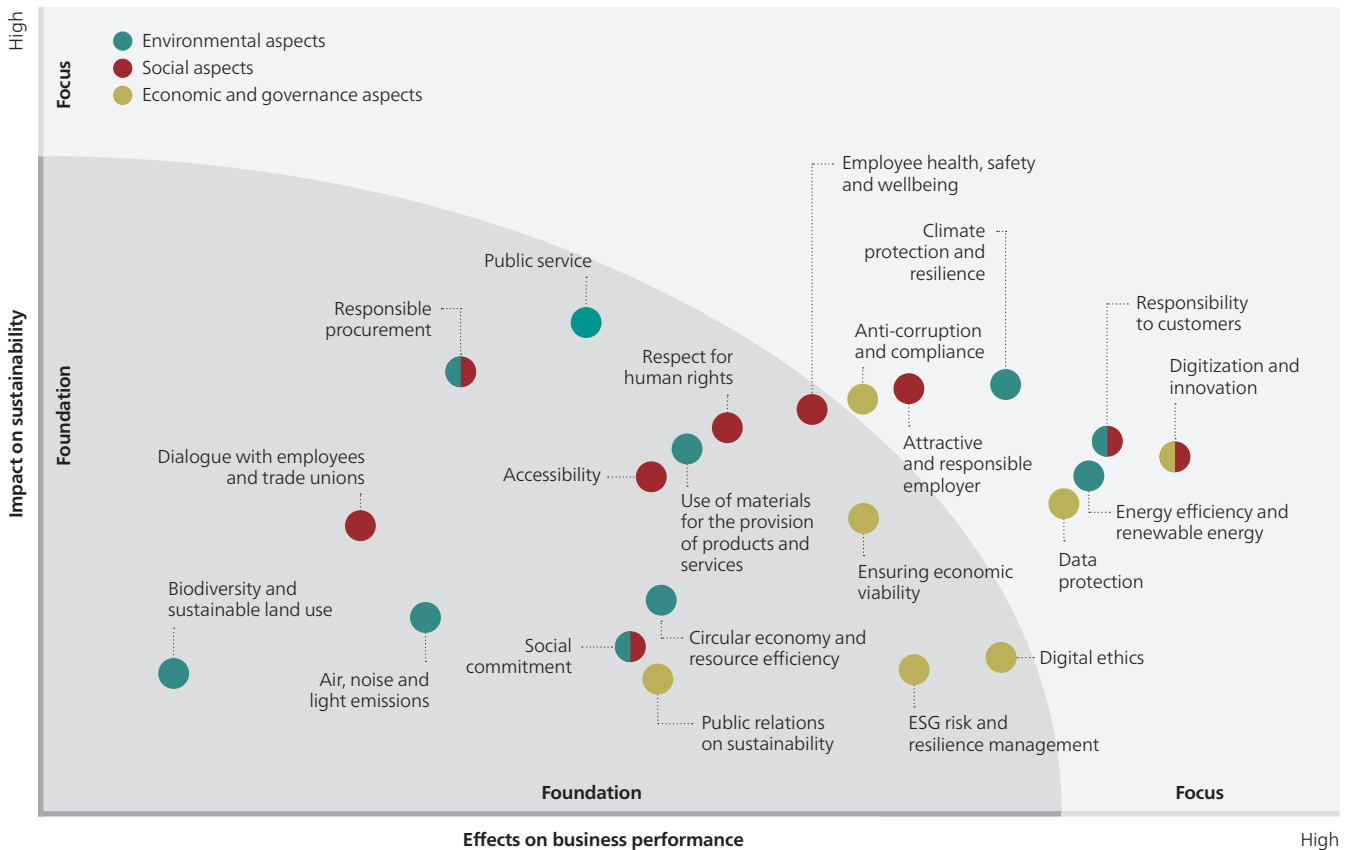 High
Focus
Environmental aspects
Social aspects
Economic and governance aspects
Employee health, safety
and wellbeing
Climate
protection and
resilience
Public service
Responsible
procurement
Responsibility
to customers
Anti-corruption
and compliance
Respect for
human rights
Digitization and
innovation
Impact on sustainability
Foundation
Attractive
and responsible
employer
Dialogue with employees
and trade unions
Accessibility
Use of materials
for the provision
of products and
services
Energy efficiency and
renewable energy
Data
protection
Ensuring economic
viability
Biodiversity and
sustainable land use
Social
commitment
Circular economy and
resource efficiency
Digital ethics
Air, noise and
light emissions
Public relations
on sustainability
ESG risk and
resilience management
Foundation
Focus
Effects on business performance
High